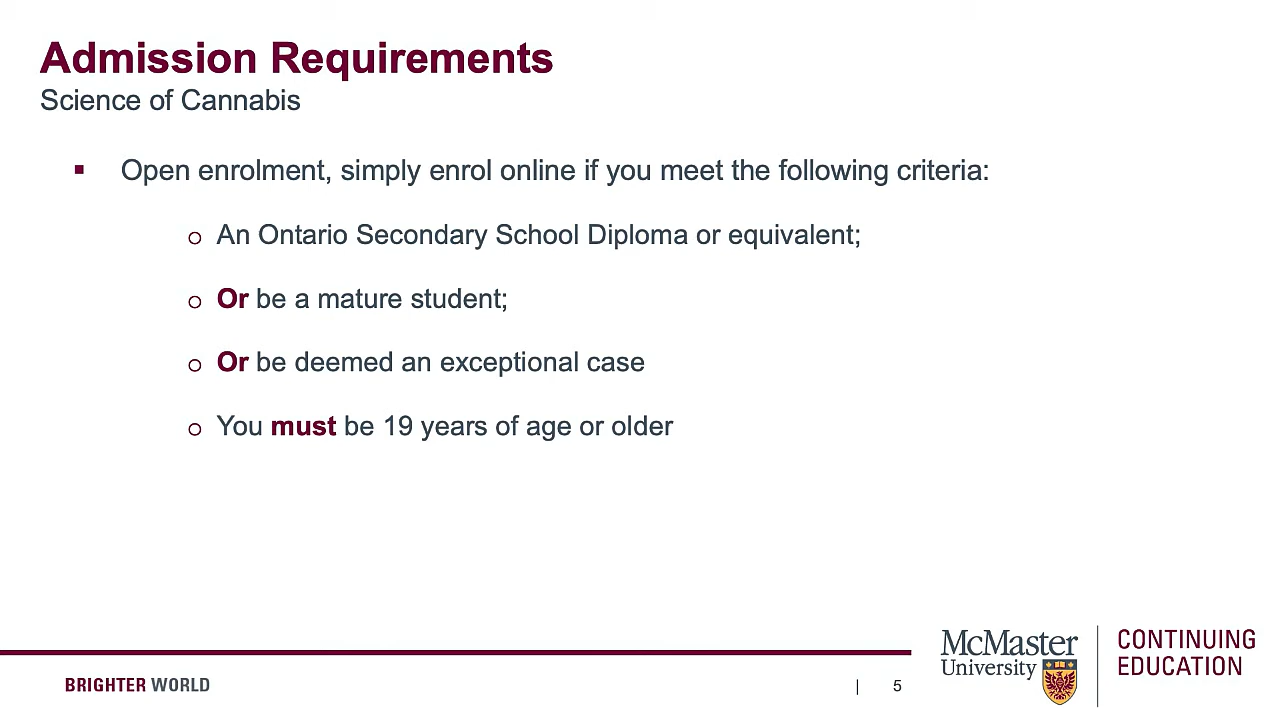 Admission Requirements
Science of Cannabis
▪ Open enrolment, simply enrol online if you meet the following criteria:
o An Ontario Secondary School Diploma or equivalent;
o Or be a mature student;
o Or be deemed an exceptional case
o You must be 19 years of age or older
BRIGHTER WORLD
| 5
McMaster
University
CONTINUING
EDUCATION